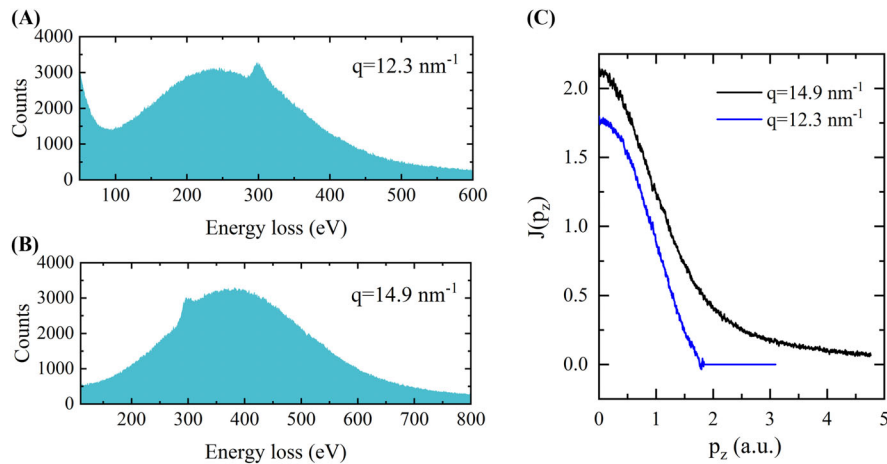 (A)
4000
3000
2000
1000
0
Counts
q=12.3 nm⁻¹
100 200 300 400 500 600
Energy loss (eV)
(B)
4000
3000
2000
1000
0
Counts
q=14.9 nm⁻¹
200 300 400 500 600 700 800
Energy loss (eV)
(C)
2.0
1.5
1.0
0.5
0.0
J(p_z)
q=14.9 nm⁻¹
q=12.3 nm⁻¹
0 1 2 3 4 5
p_z (a.u.)